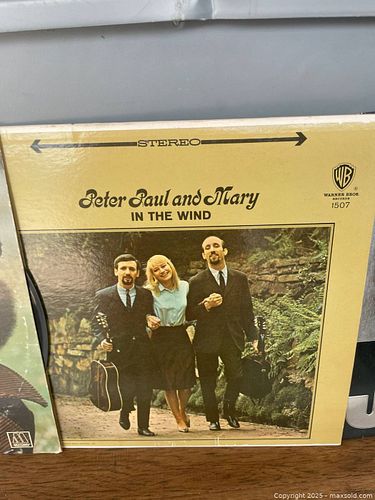 STEREO
Peter Paul and Mary
IN THE WIND
WB
WARNER BROS.
RECORDS
1507
Copyright © 2025 - maxsold.com